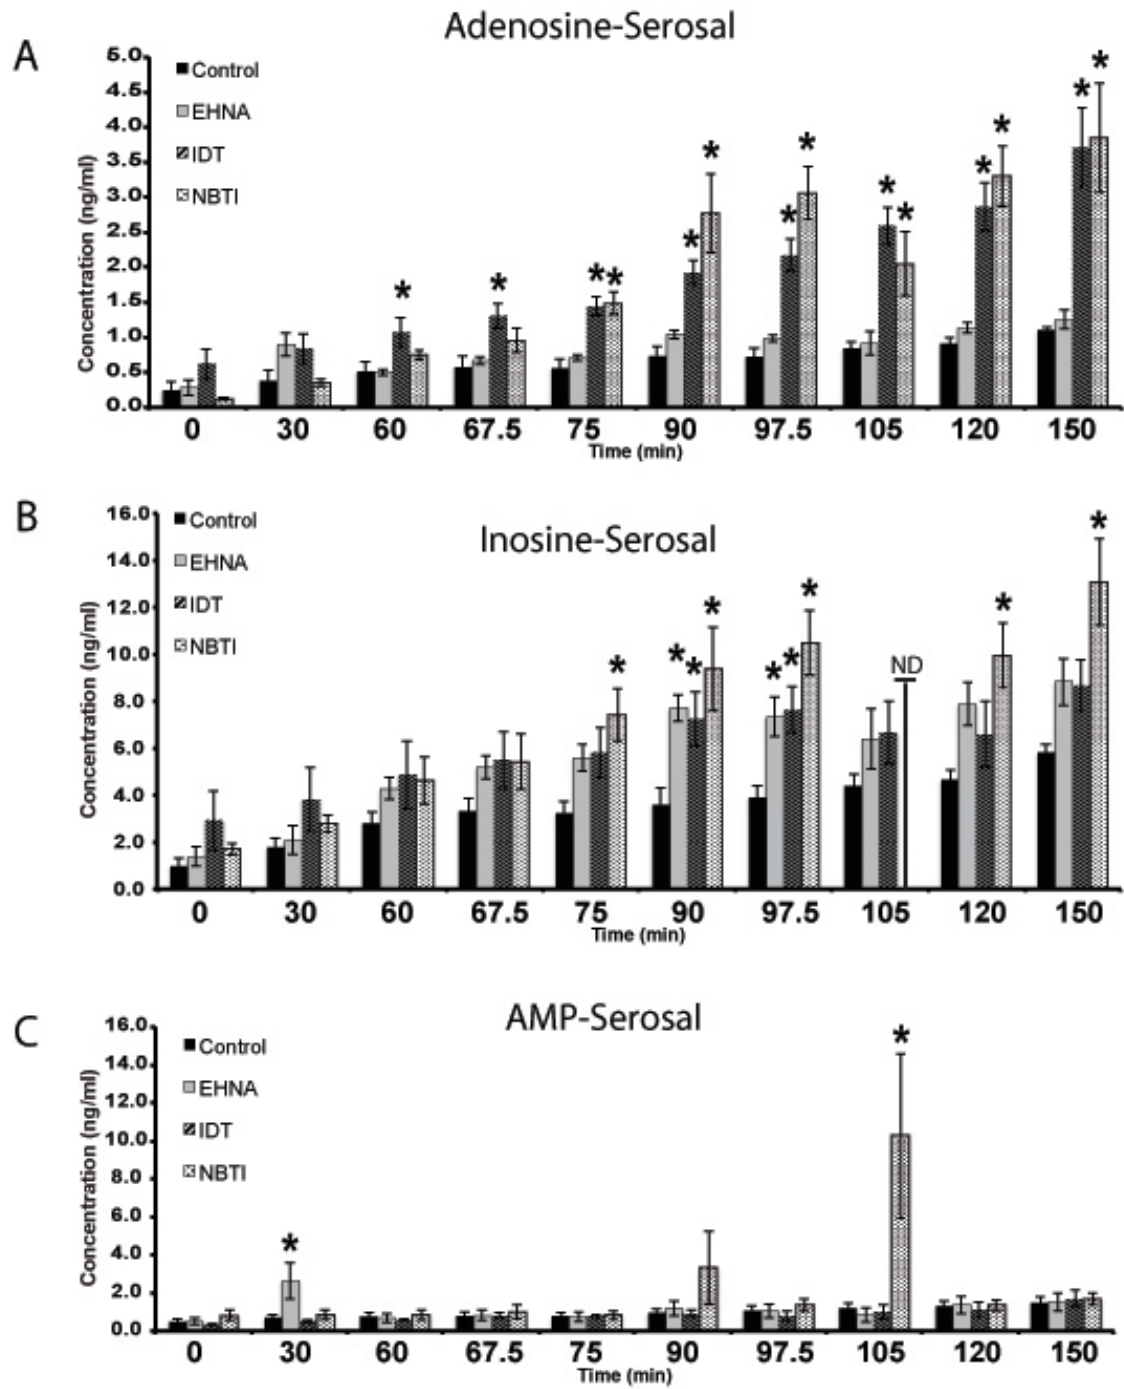 Adenosine-Serosal
A
5.0
4.5
4.0
3.5
3.0
2.5
2.0
1.5
1.0
0.5
0.0
Concentration (ng/ml)
Control
EHNA
IDT
NBTI
*
* * * * * * * * * * * * *
0 30 60 67.5 75 90 97.5 105 120 150
Time (min)
B
Inosine-Serosal
16.0
14.0
12.0
10.0
8.0
6.0
4.0
2.0
0.0
Concentration (ng/ml)
Control
EHNA
IDT
NBTI
* * * * * * * * *
ND
0 30 60 67.5 75 90 97.5 105 120 150
Time (min)
C
AMP-Serosal
16.0
14.0
12.0
10.0
8.0
6.0
4.0
2.0
0.0
Concentration (ng/ml)
Control
EHNA
IDT
NBTI
* *
0 30 60 67.5 75 90 97.5 105 120 150
Time (min)